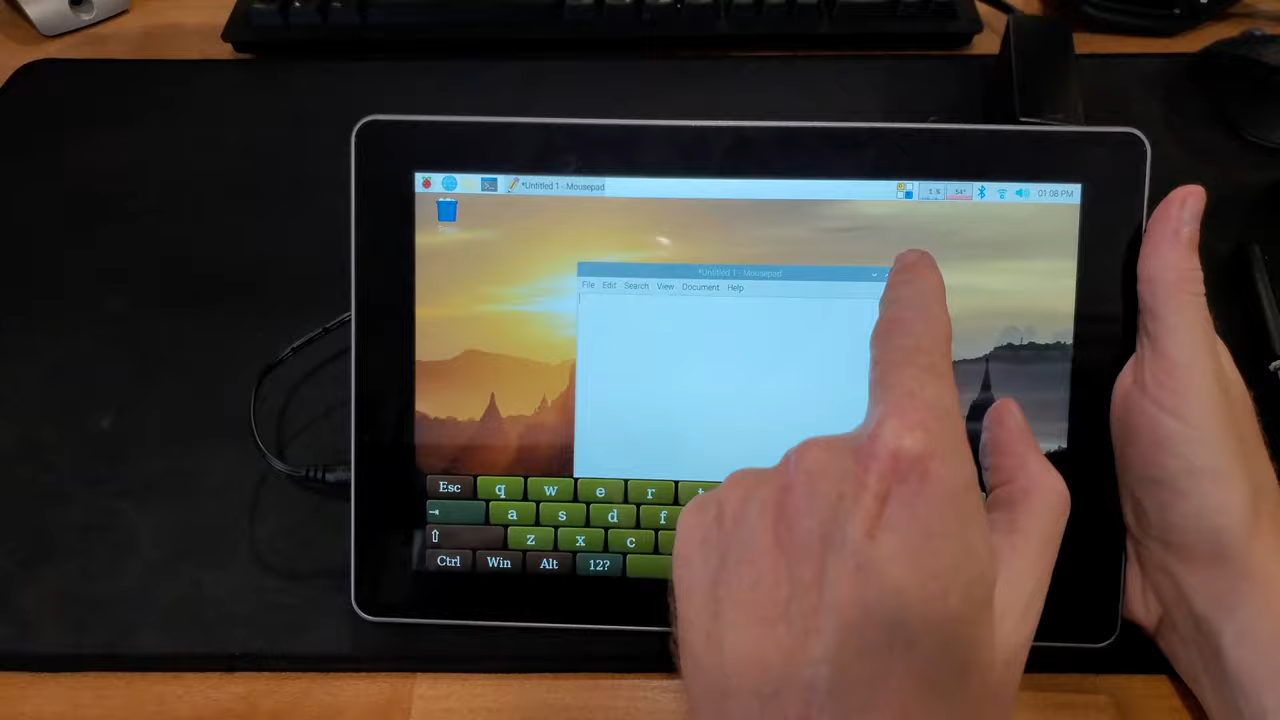 *Untitled 1 - Mousepad
54°
01:08 PM
*Untitled 1 - Mousepad
File Edit Search View Document Help
Esc q w e r t
a s d f
z x c
Ctrl Win Alt 12?